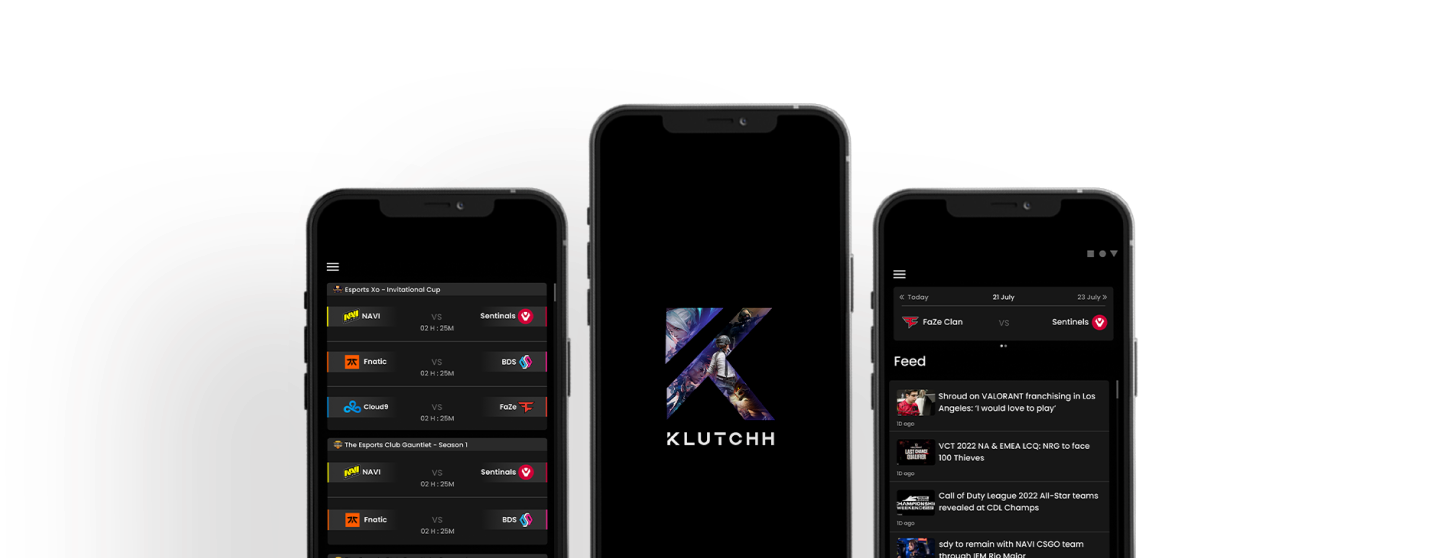 Esports Xo - Invitational Cup
NAVI VS Sentinals
02 H : 25M
Fnatic VS BDS
02 H : 25M
Cloud9 VS FaZe
02 H : 25M
The Esports Club Gauntlet - Season 1
NAVI VS Sentinals
02 H : 25M
Fnatic VS BDS
02 H : 25M
KLUTCHH
« Today 21 July 23 July »
FaZe Clan VS Sentinels
Feed
Shroud on VALORANT franchising in Los
Angeles: ‘I would love to play’
1D ago
LAST CHANCE
QUALIFIER
VCT 2022 NA & EMEA LCQ: NRG to face
100 Thieves
1D ago
CHAMPIONSHIP
WEEKEND
Call of Duty League 2022 All-Star teams
revealed at CDL Champs
1D ago
sdy to remain with NAVI CSGO team
through IEM Rio Major